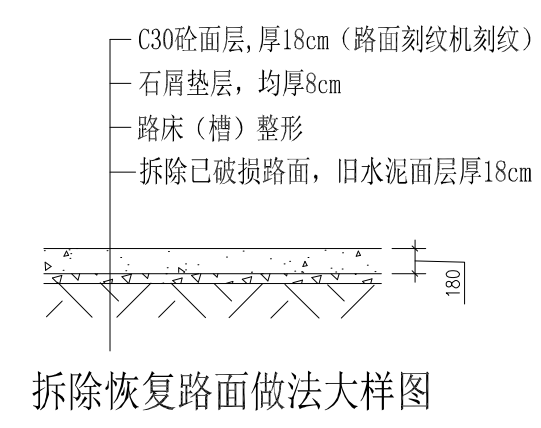 C30砼面层,厚18cm（路面刻纹机刻纹）
石屑垫层，均厚8cm
路床（槽）整形
拆除已破损路面，旧水泥面层厚18cm
180
拆除恢复路面做法大样图